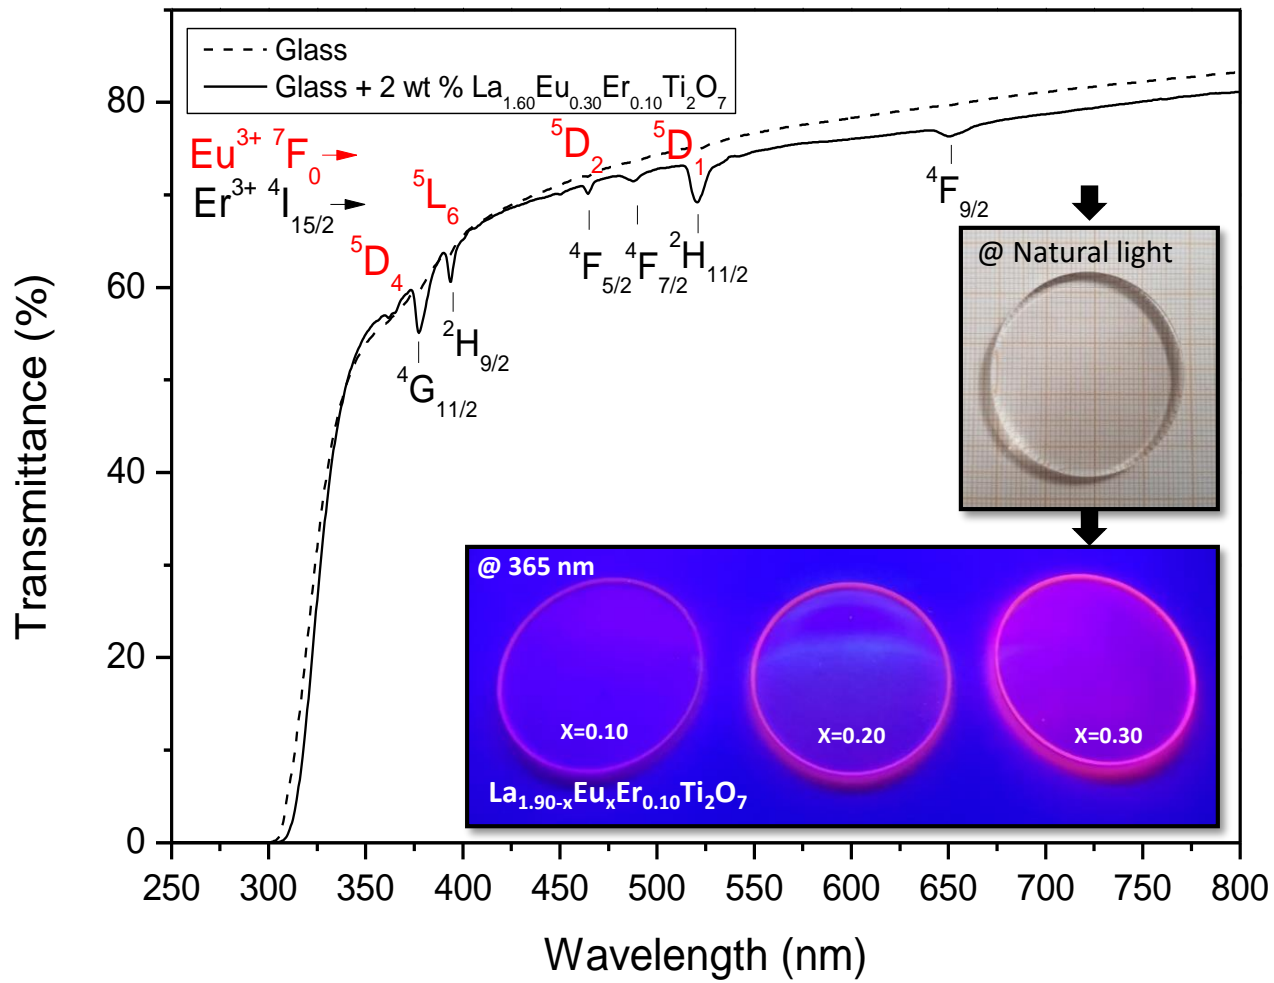 Glass
Glass + 2 wt % La1.60Eu0.30Er0.10Ti2O7
80
Eu3+ 7F0
5D2
5D1
Er3+ 4I15/2
5L6
4F9/2
5D4
4F5/2
4F7/2
2H11/2
@ Natural light
60
2H9/2
4G11/2
40
Transmittance (%)
@ 365 nm
20
X=0.10
X=0.20
X=0.30
La1.90-xEuxEr0.10Ti2O7
0
250 300 350 400 450 500 550 600 650 700 750 800
Wavelength (nm)